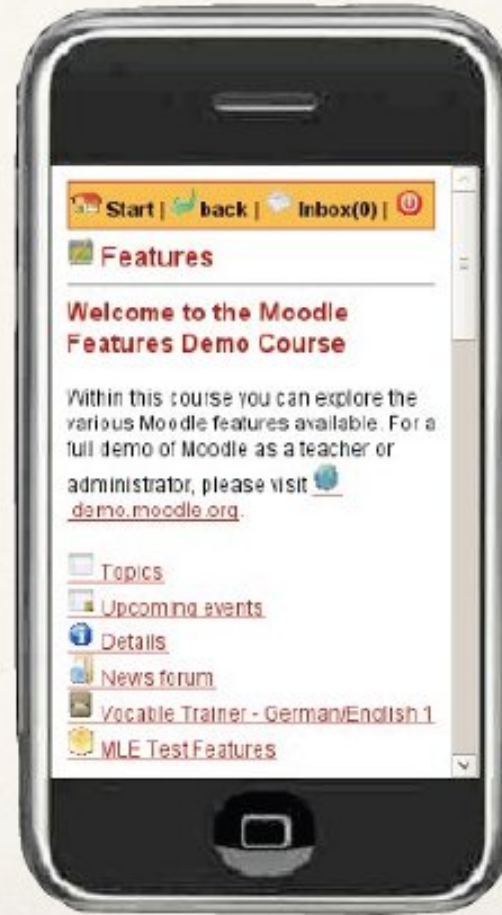 Start | back | Inbox(0) |
Features
Welcome to the Moodle
Features Demo Course
Within this course you can explore the
various Moodle features available. For a
full demo of Moodle as a teacher or
administrator, please visit
demo.moodle.org.
Topics
Upcoming events
Details
News forum
Vocable Trainer - German/English 1
MLE Test Features